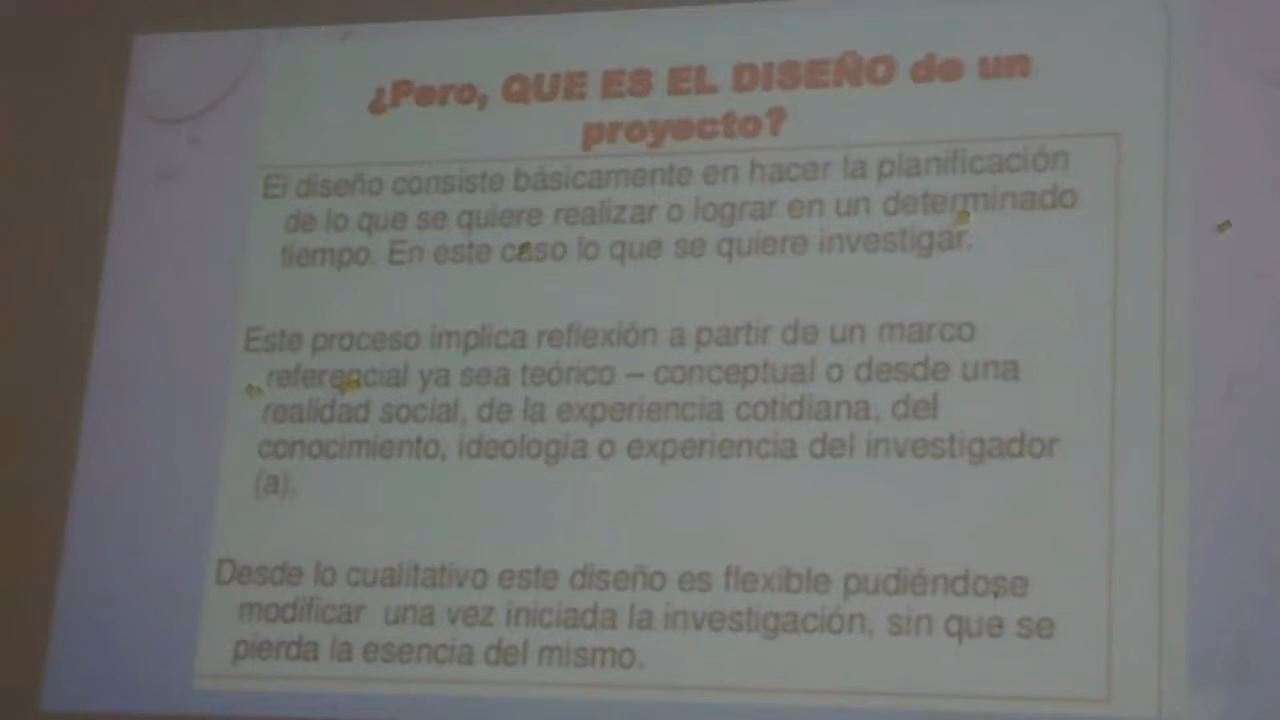 ¿Pero, QUE ES EL DISEÑO de un
proyecto?
El diseño consiste básicamente en hacer la planificación
de lo que se quiere realizar o lograr en un determinado
tiempo. En este caso lo que se quiere investigar.
Este proceso implica reflexión a partir de un marco
referencial ya sea teórico – conceptual o desde una
realidad social, de la experiencia cotidiana, del
conocimiento, ideología o experiencia del investigador
(a).
Desde lo cualitativo este diseño es flexible pudiéndose
modificar una vez iniciada la investigación, sin que se
pierda la esencia del mismo.